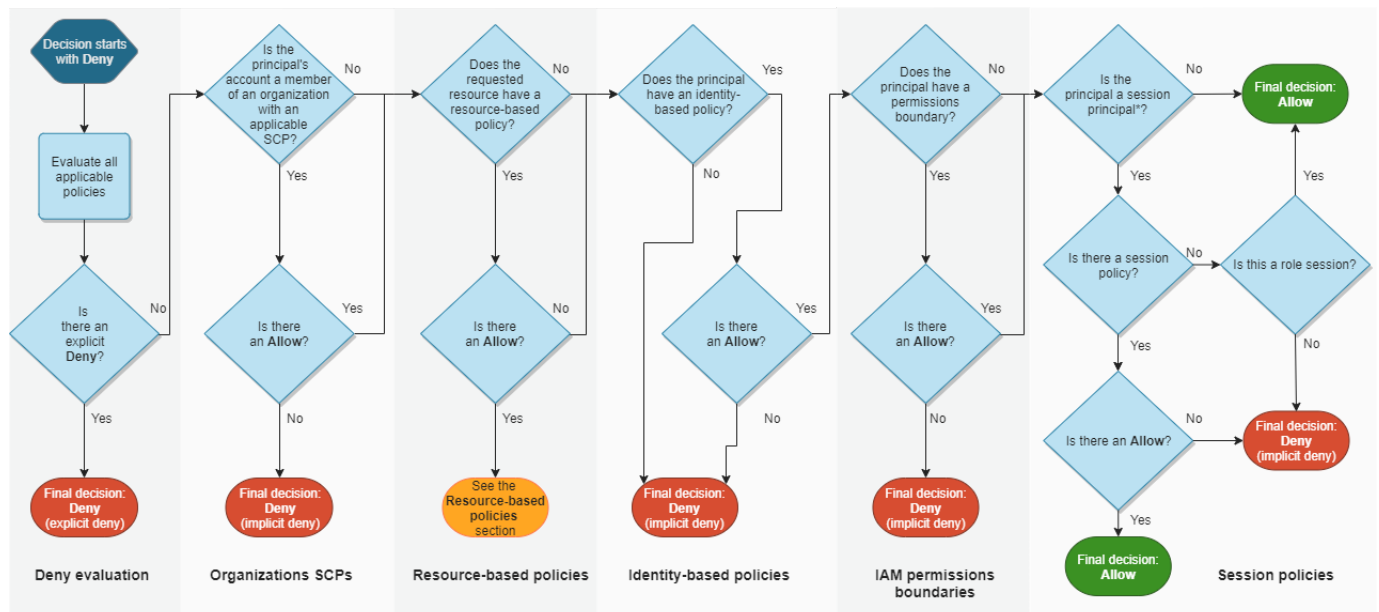 Decision starts
with Deny
Evaluate all
applicable
policies
Is
there an
explicit
Deny?
No
Yes
Final decision:
Deny
(explicit deny)
Deny evaluation
Is the
principal's
account a member
of an organization
with an
applicable
SCP?
No
Yes
Is there
an Allow?
Yes
No
Final decision:
Deny
(implicit deny)
Organizations SCPs
Does the
requested
resource have a
resource-based
policy?
No
Yes
Is there
an Allow?
No
Yes
See the
Resource-based
policies
section
Resource-based policies
Does the principal
have an identity-
based policy?
Yes
No
Is there
an Allow?
Yes
No
Final decision:
Deny
(implicit deny)
Identity-based policies
Does the
principal have a
permissions
boundary?
No
Yes
Is there
an Allow?
Yes
No
Final decision:
Deny
(implicit deny)
IAM permissions
boundaries
Is the
principal a session
principal*?
No
Final decision:
Allow
Yes
Yes
Is there a session
policy?
No
Is this a role session?
Yes
No
Is there an Allow?
No
Final decision:
Deny
(implicit deny)
Yes
Final decision:
Allow
Session policies